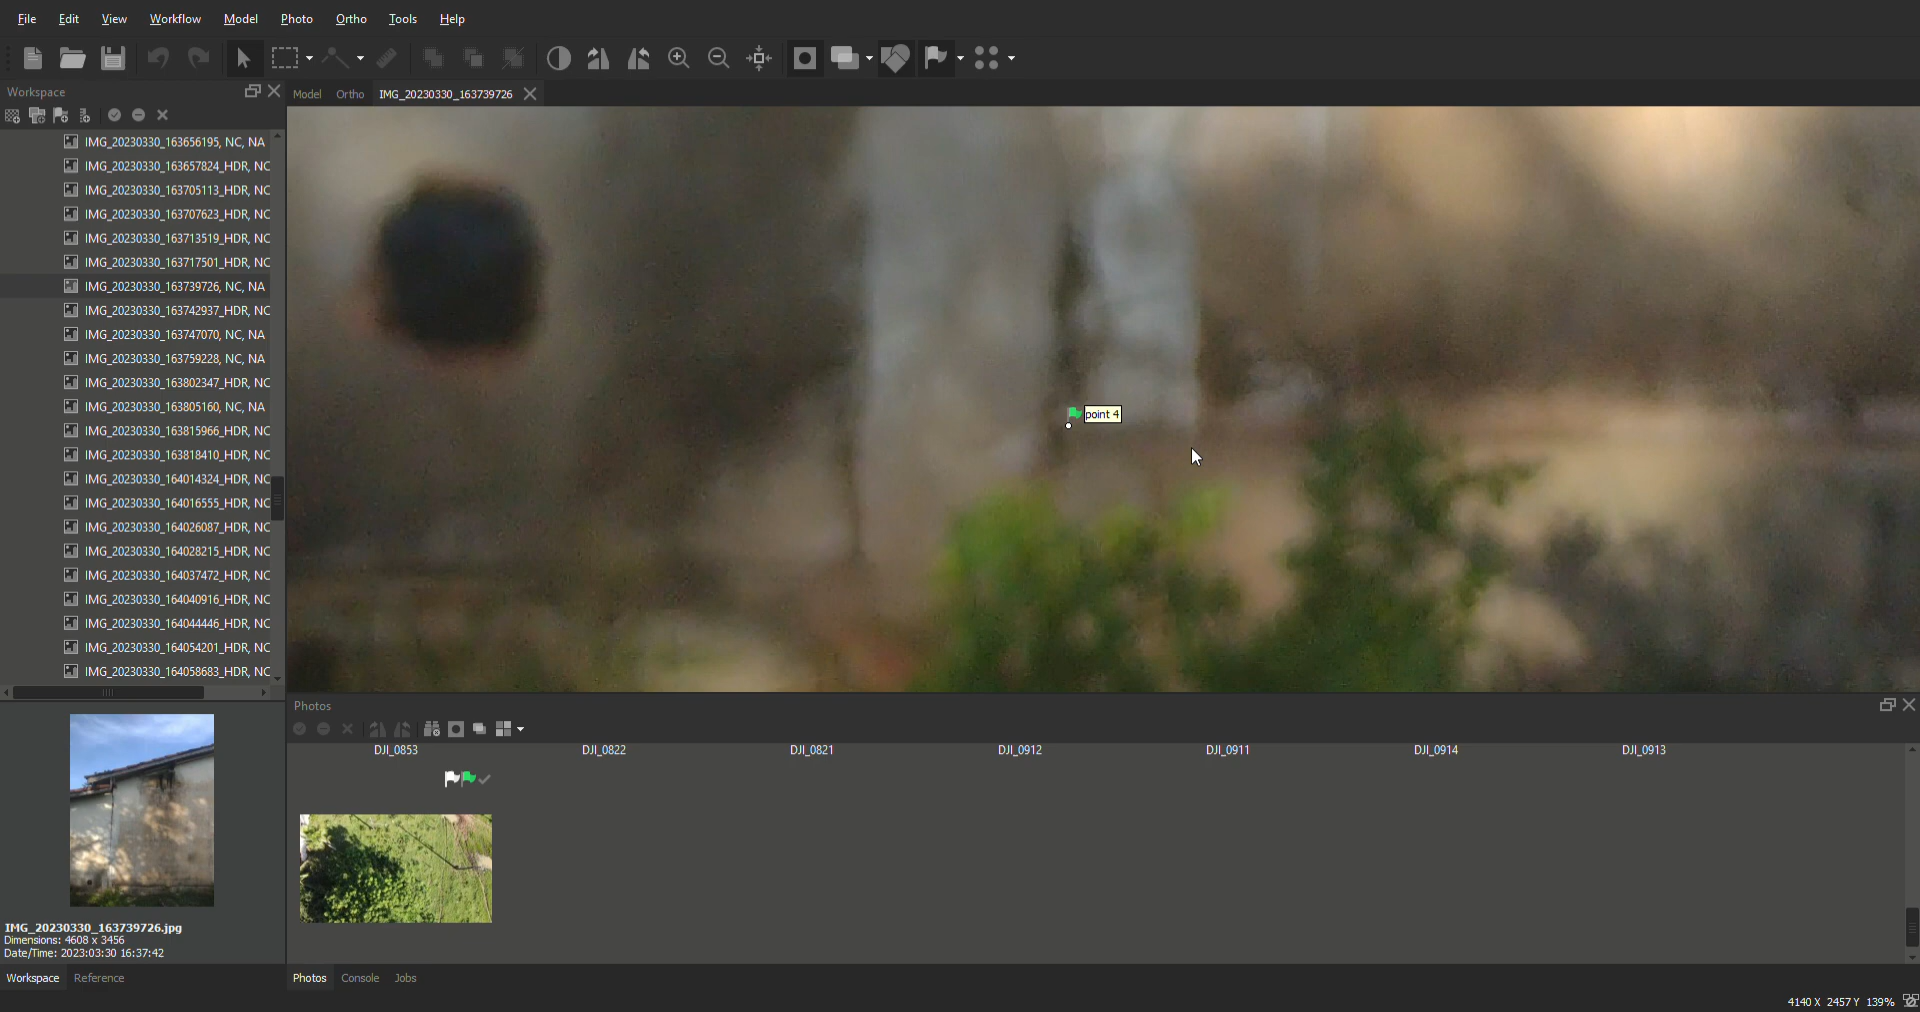 File Edit View Workflow Model Photo Ortho Tools Help
Workspace
Model Ortho IMG_20230330_163739726
IMG_20230330_163656195, NC, NA
IMG_20230330_163657824_HDR, NC
IMG_20230330_163705113_HDR, NC
IMG_20230330_163707623_HDR, NC
IMG_20230330_163713519_HDR, NC
IMG_20230330_163717501_HDR, NC
IMG_20230330_163739726, NC, NA
IMG_20230330_163742937_HDR, NC
IMG_20230330_163747070, NC, NA
IMG_20230330_163759228, NC, NA
IMG_20230330_163802347_HDR, NC
IMG_20230330_163805160, NC, NA
IMG_20230330_163815966_HDR, NC
IMG_20230330_163818410_HDR, NC
IMG_20230330_164014324_HDR, NC
IMG_20230330_164016555_HDR, NC
IMG_20230330_164026087_HDR, NC
IMG_20230330_164028215_HDR, NC
IMG_20230330_164037472_HDR, NC
IMG_20230330_164040916_HDR, NC
IMG_20230330_164044446_HDR, NC
IMG_20230330_164054201_HDR, NC
IMG_20230330_164058683_HDR, NC
point 4
Photos
DJI_0853 DJI_0822 DJI_0821 DJI_0912 DJI_0911 DJI_0914 DJI_0913
IMG_20230330_163739726.jpg
Dimensions: 4608 x 3456
Date/Time: 2023:03:30 16:37:42
Workspace Reference
Photos Console Jobs
4140 X 2457 Y 139%